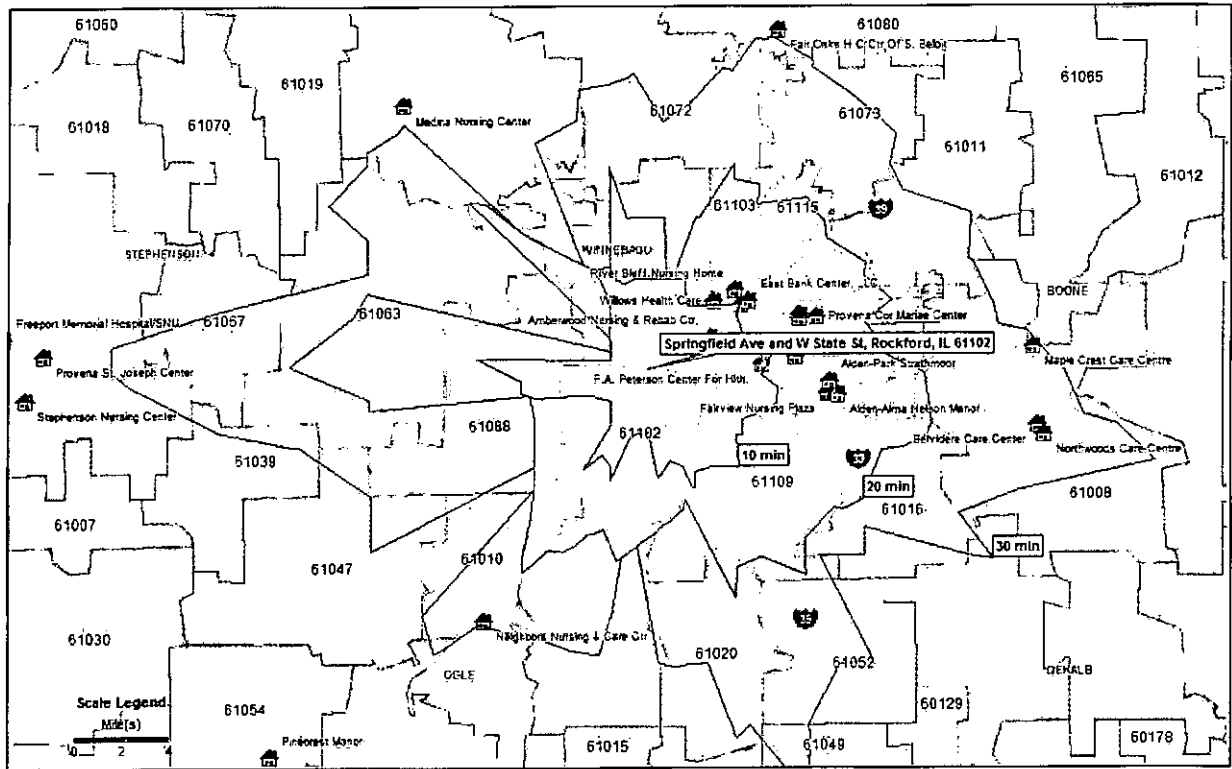 61060
61080
Fair Oaks H C Ctr Of S. Beloit
61019
61065
61018
61070
61072
61073
Medina Nursing Center
61011
61012
61103
61115
39
STEPHENSON
WINNEBAGO
River Bluff Nursing Home
East Bank Center, LLC
BOONE
Willows Health Care
Freeport Memorial Hospital/SNU
61067
61063
Amberwood Nursing & Rehab Ctr.
Provena Cor Mariae Center
Springfield Ave and W State St, Rockford, IL 61102
Provena St. Joseph Center
Alden-Park Strathmoor
Maple Crest Care Centre
P.A. Peterson Center For Hlth.
Stephenson Nursing Center
Fairview Nursing Plaza
Alden-Alma Nelson Manor
61088
61102
Belvidere Care Center
Northwoods Care Centre
61039
10 min
61109
20 min
61008
61007
61016
30 min
61047
61010
61030
Neighbors Nursing & Care Ctr
61020
61052
OGLE
DEKALB
Scale Legend
Mile(s)
0 2 4
61054
60129
Pinecrest Manor
61015
61049
60178